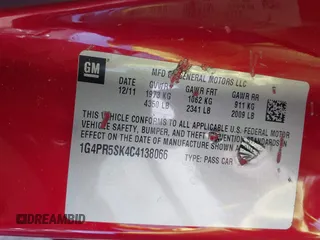 GM
MFD BY GENERAL MOTORS LLC
DATE GVWR GAWR FRT GAWR RR
12/11 1973 KG 1062 KG 911 KG
4350 LB 2341 LB 2009 LB
THIS VEHICLE CONFORMS TO ALL APPLICABLE U.S. FEDERAL MOTOR
VEHICLE SAFETY, BUMPER, AND THEFT PREVENTION STANDARDS IN
EFFECT ON THE DATE OF MANUFACTURE SHOWN ABOVE
1G4PR5SK4C4138066 TYPE: PASS CAR
DREAMBID